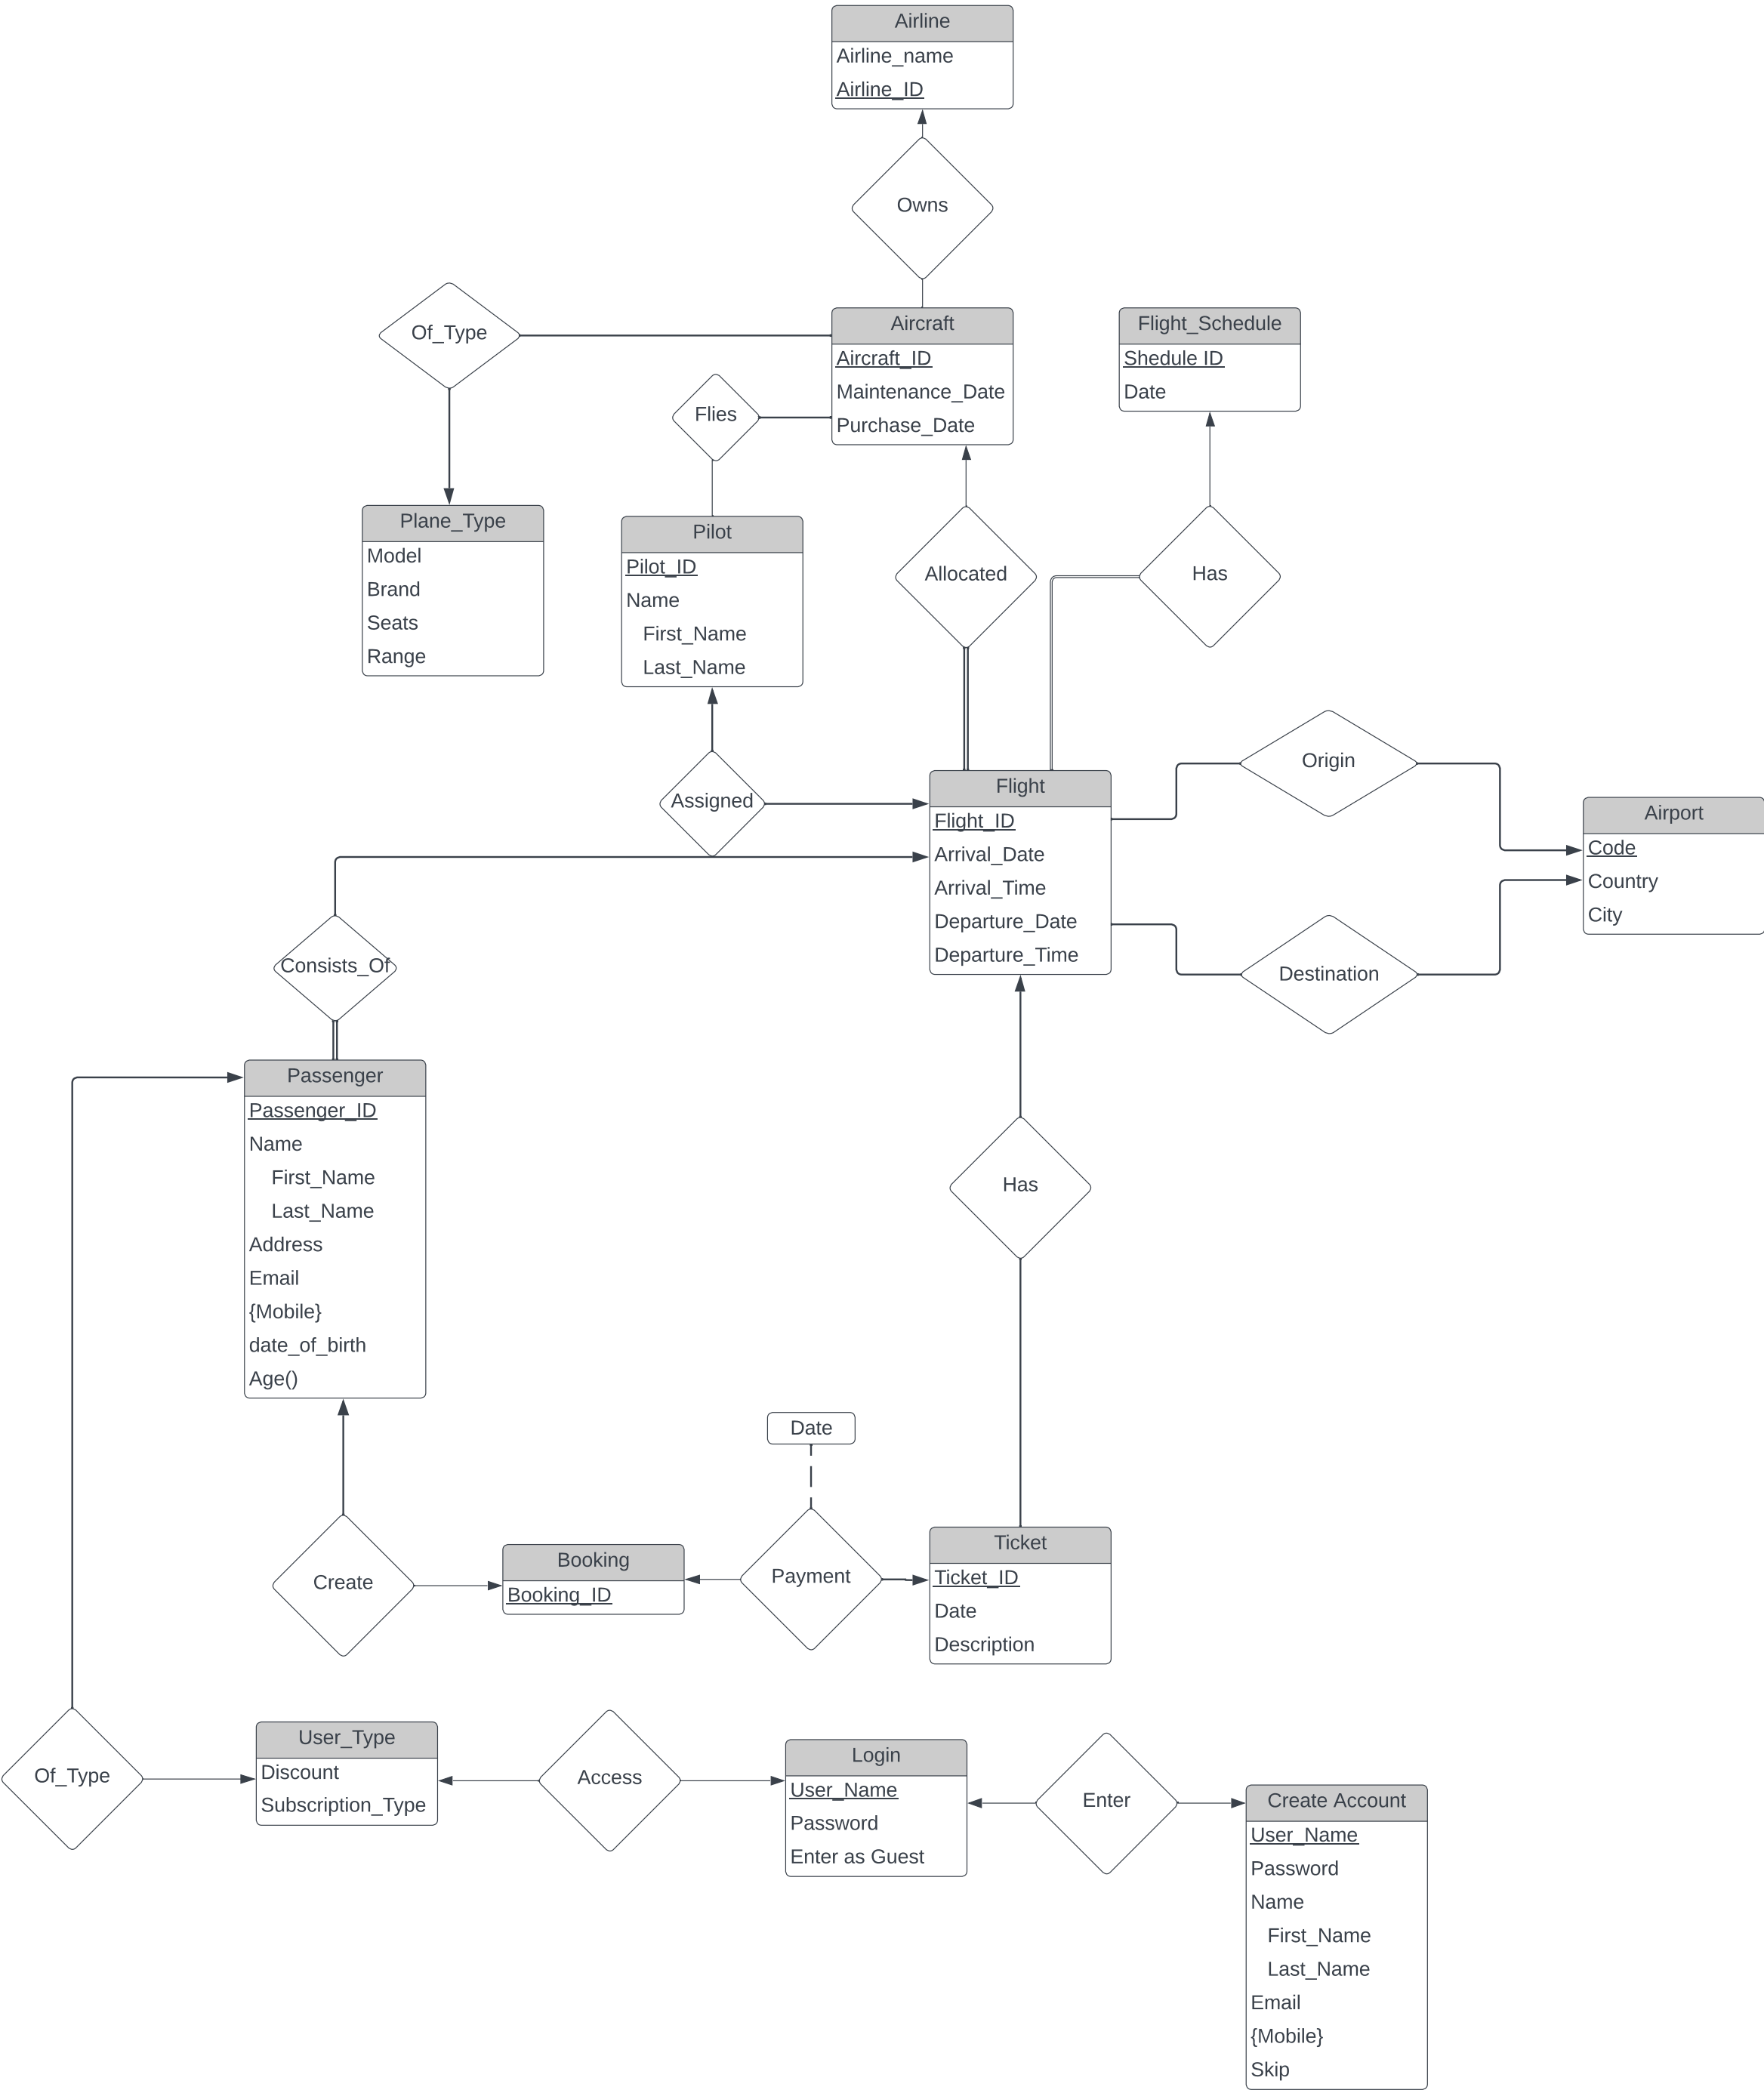 Airline
Airline_name
Airline_ID
Owns
Of_Type
Aircraft
Aircraft_ID
Maintenance_Date
Purchase_Date
Flight_Schedule
Shedule ID
Date
Flies
Plane_Type
Model
Brand
Seats
Range
Pilot
Pilot_ID
Name
First_Name
Last_Name
Allocated
Has
Assigned
Flight
Flight_ID
Arrival_Date
Arrival_Time
Departure_Date
Departure_Time
Origin
Airport
Code
Country
City
Destination
Consists_Of
Passenger
Passenger_ID
Name
First_Name
Last_Name
Address
Email
{Mobile}
date_of_birth
Age()
Has
Date
Create
Booking
Booking_ID
Payment
Ticket
Ticket_ID
Date
Description
Of_Type
User_Type
Discount
Subscription_Type
Access
Login
User_Name
Password
Enter as Guest
Enter
Create Account
User_Name
Password
Name
First_Name
Last_Name
Email
{Mobile}
Skip